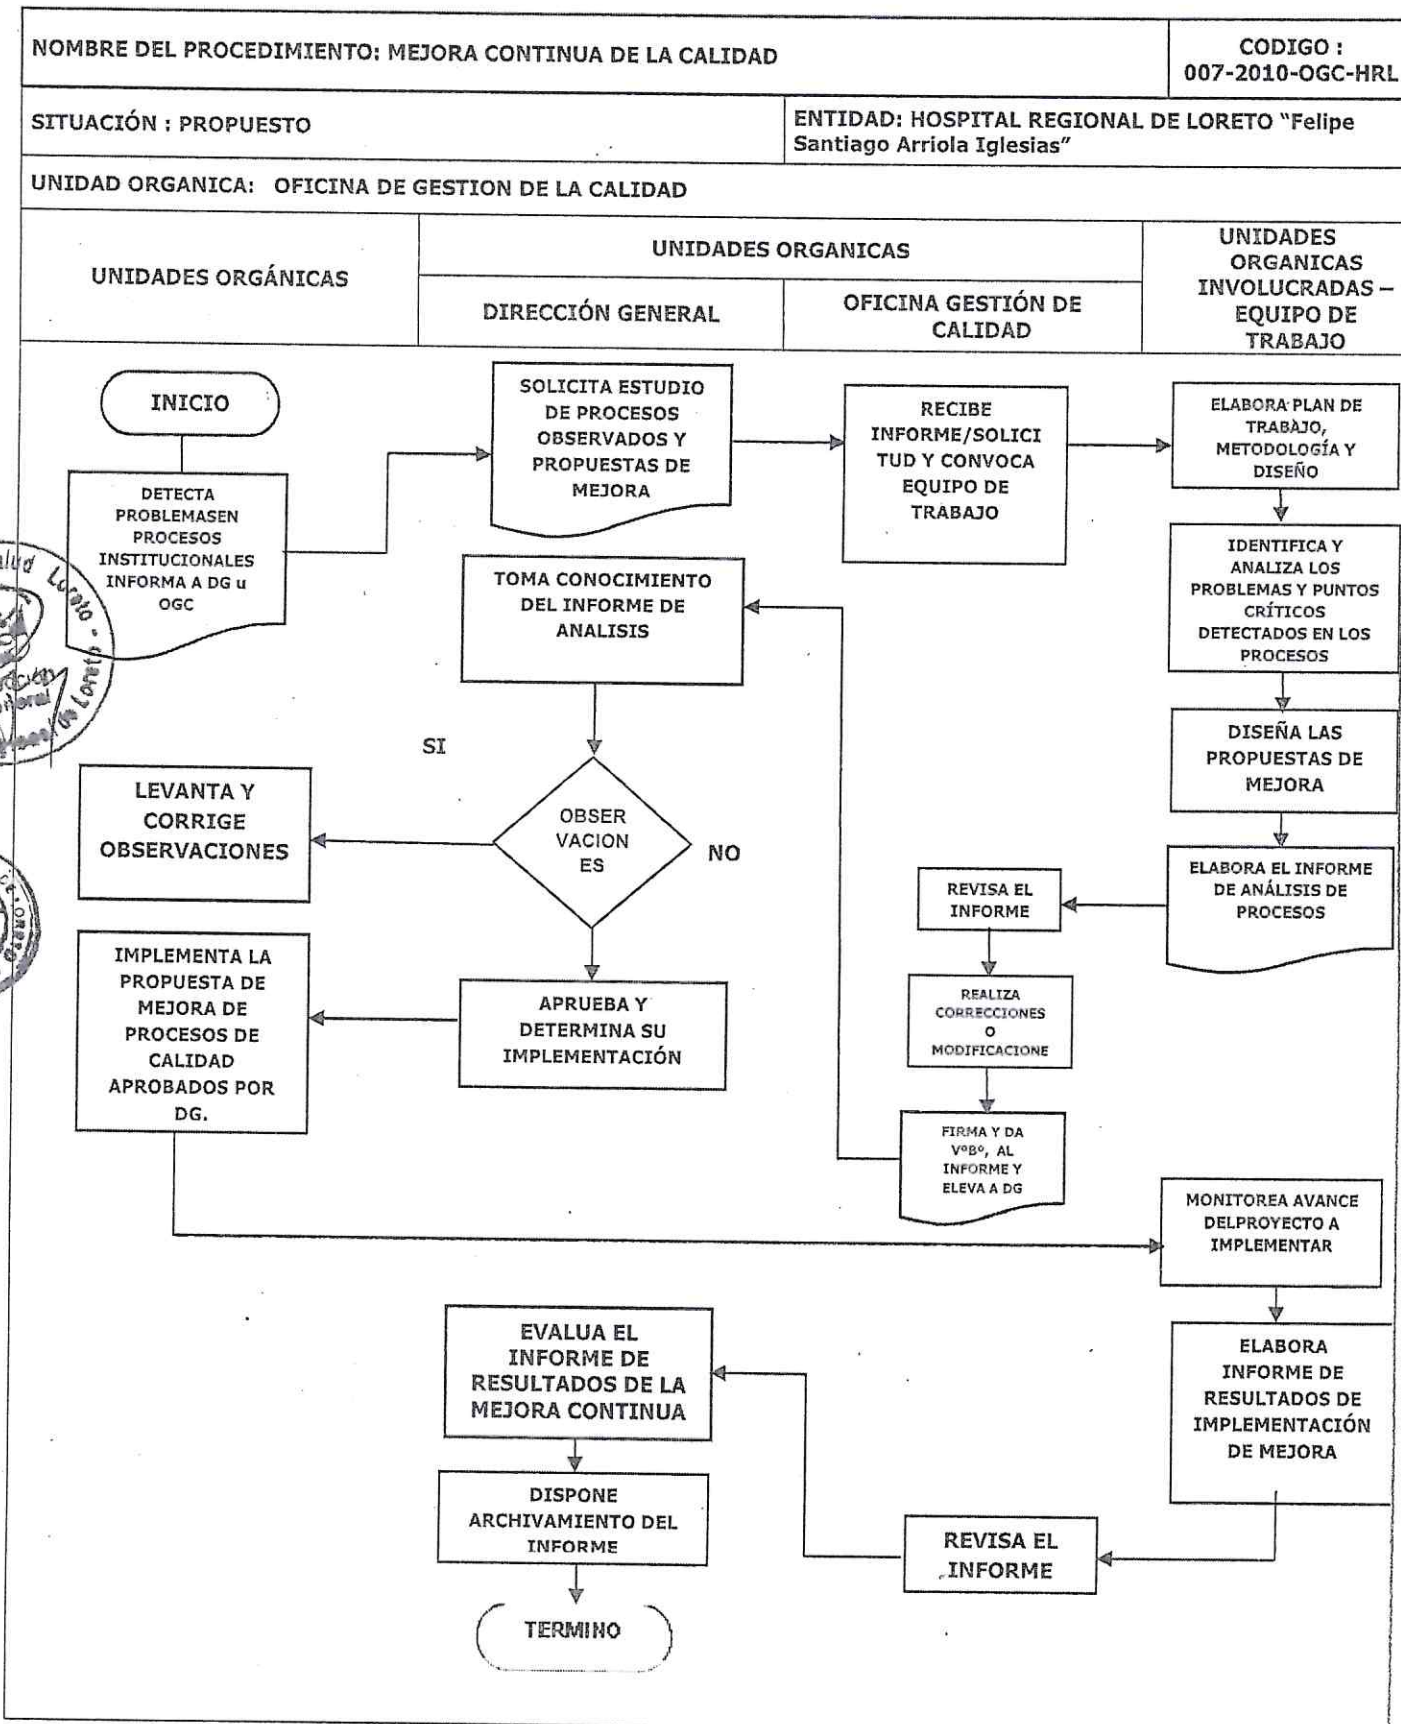 NOMBRE DEL PROCEDIMIENTO: MEJORA CONTINUA DE LA CALIDAD
CODIGO :
007-2010-OGC-HRL
SITUACIÓN : PROPUESTO
ENTIDAD: HOSPITAL REGIONAL DE LORETO “Felipe
Santiago Arriola Iglesias”
UNIDAD ORGANICA: OFICINA DE GESTION DE LA CALIDAD
UNIDADES ORGÁNICAS
UNIDADES ORGANICAS
DIRECCIÓN GENERAL
OFICINA GESTIÓN DE
CALIDAD
UNIDADES
ORGANICAS
INVOLUCRADAS –
EQUIPO DE
TRABAJO
INICIO
DETECTA
PROBLEMASEN
PROCESOS
INSTITUCIONALES
INFORMA A DG u
OGC
SOLICITA ESTUDIO
DE PROCESOS
OBSERVADOS Y
PROPUESTAS DE
MEJORA
RECIBE
INFORME/SOLICI
TUD Y CONVOCA
EQUIPO DE
TRABAJO
ELABORA PLAN DE
TRABAJO,
METODOLOGÍA Y
DISEÑO
IDENTIFICA Y
ANALIZA LOS
PROBLEMAS Y PUNTOS
CRÍTICOS
DETECTADOS EN LOS
PROCESOS
DISEÑA LAS
PROPUESTAS DE
MEJORA
ELABORA EL INFORME
DE ANÁLISIS DE
PROCESOS
REVISA EL
INFORME
REALIZA
CORRECCIONES
O
MODIFICACIONE
FIRMA Y DA
VºBº, AL
INFORME Y
ELEVA A DG
TOMA CONOCIMIENTO
DEL INFORME DE
ANALISIS
SI
OBSER
VACION
ES
NO
LEVANTA Y
CORRIGE
OBSERVACIONES
APRUEBA Y
DETERMINA SU
IMPLEMENTACIÓN
IMPLEMENTA LA
PROPUESTA DE
MEJORA DE
PROCESOS DE
CALIDAD
APROBADOS POR
DG.
MONITOREA AVANCE
DELPROYECTO A
IMPLEMENTAR
ELABORA
INFORME DE
RESULTADOS DE
IMPLEMENTACIÓN
DE MEJORA
REVISA EL
INFORME
EVALUA EL
INFORME DE
RESULTADOS DE LA
MEJORA CONTINUA
DISPONE
ARCHIVAMIENTO DEL
INFORME
TERMINO
Loreto
de Loreto